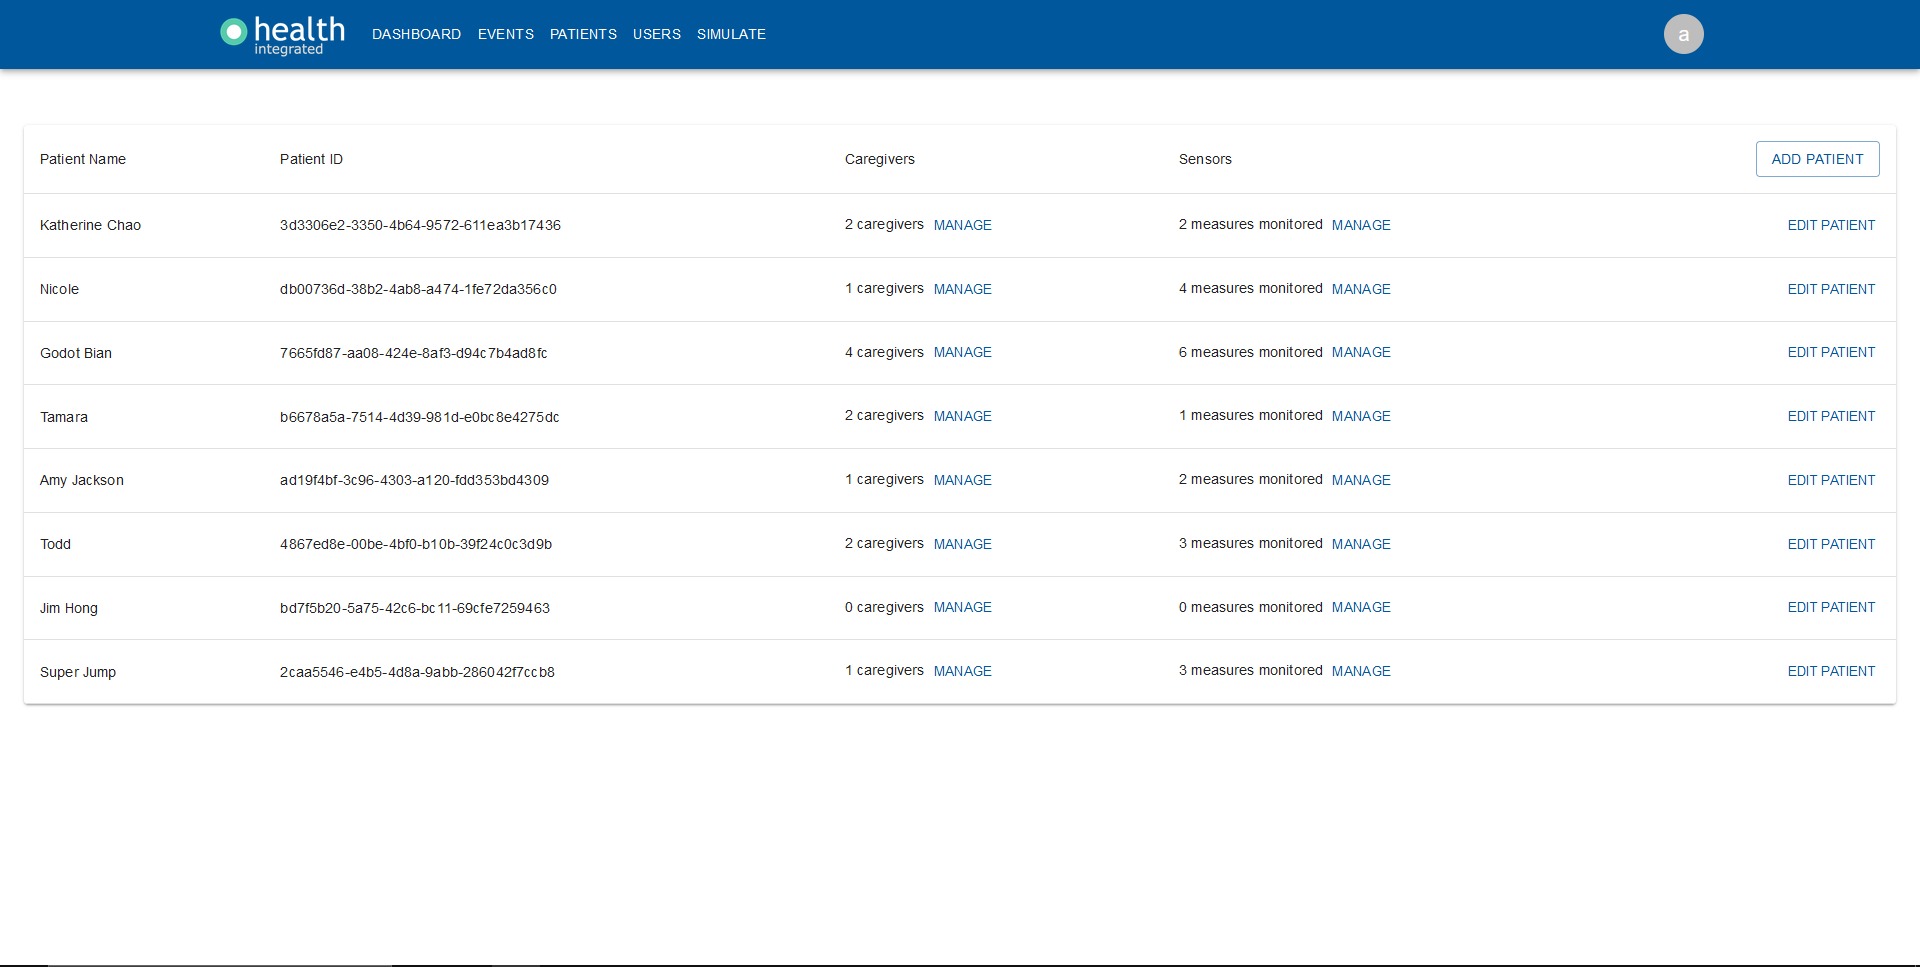 health
integrated
DASHBOARD EVENTS PATIENTS USERS SIMULATE
a
Patient Name Patient ID Caregivers Sensors ADD PATIENT
Katherine Chao 3d3306e2-3350-4b64-9572-611ea3b17436 2 caregivers MANAGE 2 measures monitored MANAGE EDIT PATIENT
Nicole db00736d-38b2-4ab8-a474-1fe72da356c0 1 caregivers MANAGE 4 measures monitored MANAGE EDIT PATIENT
Godot Bian 7665fd87-aa08-424e-8af3-d94c7b4ad8fc 4 caregivers MANAGE 6 measures monitored MANAGE EDIT PATIENT
Tamara b6678a5a-7514-4d39-981d-e0bc8e4275dc 2 caregivers MANAGE 1 measures monitored MANAGE EDIT PATIENT
Amy Jackson ad19f4bf-3c96-4303-a120-fdd353bd4309 1 caregivers MANAGE 2 measures monitored MANAGE EDIT PATIENT
Todd 4867ed8e-00be-4bf0-b10b-39f24c0c3d9b 2 caregivers MANAGE 3 measures monitored MANAGE EDIT PATIENT
Jim Hong bd7f5b20-5a75-42c6-bc11-69cfe7259463 0 caregivers MANAGE 0 measures monitored MANAGE EDIT PATIENT
Super Jump 2caa5546-e4b5-4d8a-9abb-286042f7ccb8 1 caregivers MANAGE 3 measures monitored MANAGE EDIT PATIENT